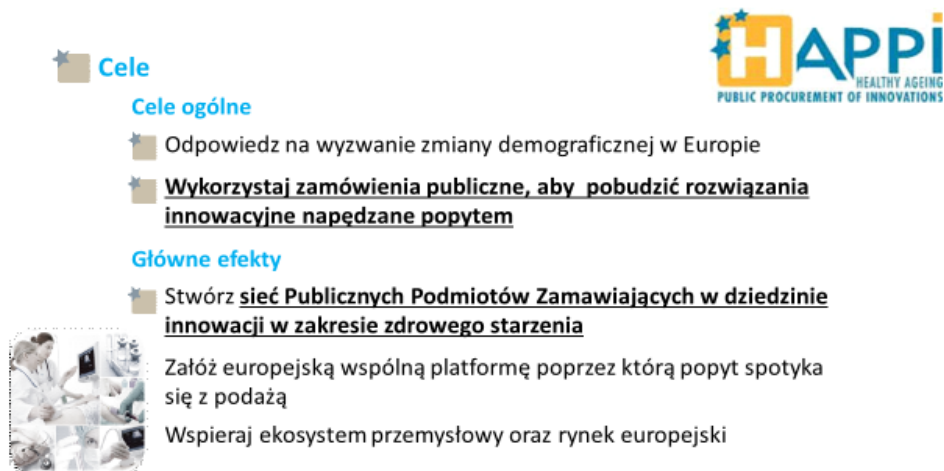 HAPPi
HEALTHY AGEING
PUBLIC PROCUREMENT OF INNOVATIONS
Cele
Cele ogólne
Odpowiedz na wyzwanie zmiany demograficznej w Europie
Wykorzystaj zamówienia publiczne, aby pobudzić rozwiązania
innowacyjne napędzane popytem
Główne efekty
Stwórz sieć Publicznych Podmiotów Zamawiających w dziedzinie
innowacji w zakresie zdrowego starzenia
Załóż europejską wspólną platformę poprzez którą popyt spotyka
się z podażą
Wspieraj ekosystem przemysłowy oraz rynek europejski